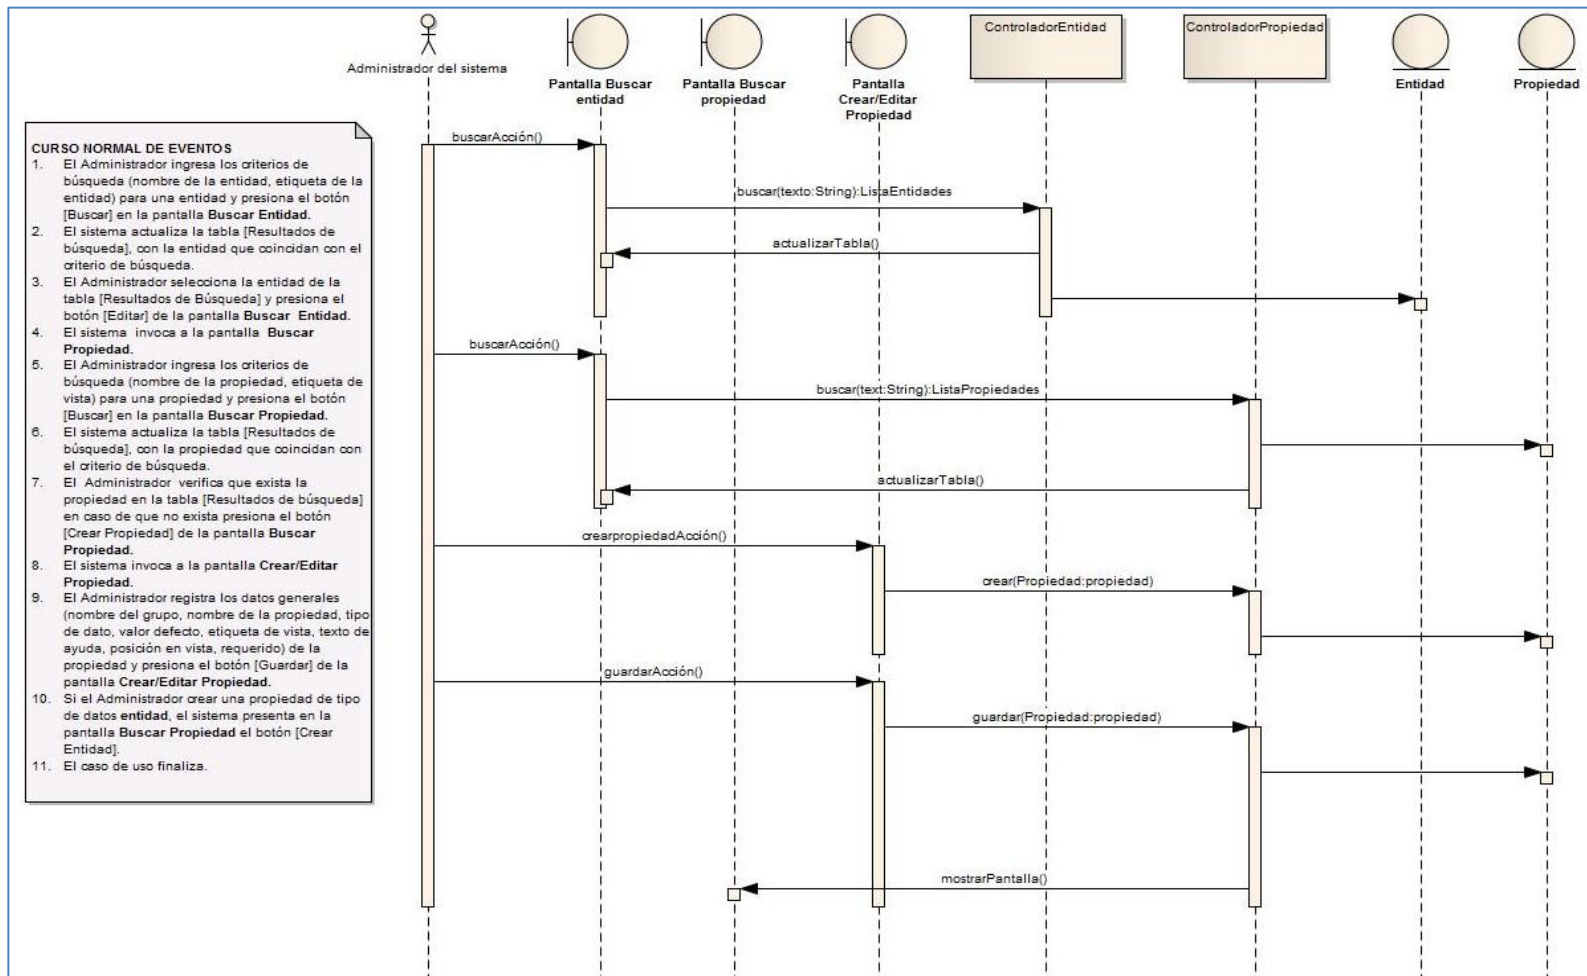 Administrador del sistema
Pantalla Buscar
entidad
Pantalla Buscar
propiedad
Pantalla
Crear/Editar
Propiedad
ControladorEntidad
ControladorPropiedad
Entidad
Propiedad
CURSO NORMAL DE EVENTOS
1. El Administrador ingresa los criterios de
búsqueda (nombre de la entidad, etiqueta de la
entidad) para una entidad y presiona el botón
[Buscar] en la pantalla Buscar Entidad.
2. El sistema actualiza la tabla [Resultados de
búsqueda], con la entidad que coincidan con el
criterio de búsqueda.
3. El Administrador selecciona la entidad de la
tabla [Resultados de Búsqueda] y presiona el
botón [Editar] de la pantalla Buscar Entidad.
4. El sistema invoca a la pantalla Buscar
Propiedad.
5. El Administrador ingresa los criterios de
búsqueda (nombre de la propiedad, etiqueta de
vista) para una propiedad y presiona el botón
[Buscar] en la pantalla Buscar Propiedad.
6. El sistema actualiza la tabla [Resultados de
búsqueda], con la propiedad que coincidan con
el criterio de búsqueda.
7. El Administrador verifica que exista la
propiedad en la tabla [Resultados de búsqueda]
en caso de que no exista presiona el botón
[Crear Propiedad] de la pantalla Buscar
Propiedad.
8. El sistema invoca a la pantalla Crear/Editar
Propiedad.
9. El Administrador registra los datos generales
(nombre del grupo, nombre de la propiedad, tipo
de dato, valor defecto, etiqueta de vista, texto de
ayuda, posición en vista, requerido) de la
propiedad y presiona el botón [Guardar] de la
pantalla Crear/Editar Propiedad.
10. Si el Administrador crear una propiedad de tipo
de datos entidad, el sistema presenta en la
pantalla Buscar Propiedad el botón [Crear
Entidad].
11. El caso de uso finaliza.
buscarAcción()
buscar(texto:String):ListaEntidades
actualizarTabla()
buscarAcción()
buscar(text:String):ListaPropiedades
actualizarTabla()
crearpropiedadAcción()
crear(Propiedad:propiedad)
guardarAcción()
guardar(Propiedad:propiedad)
mostrarPantalla()